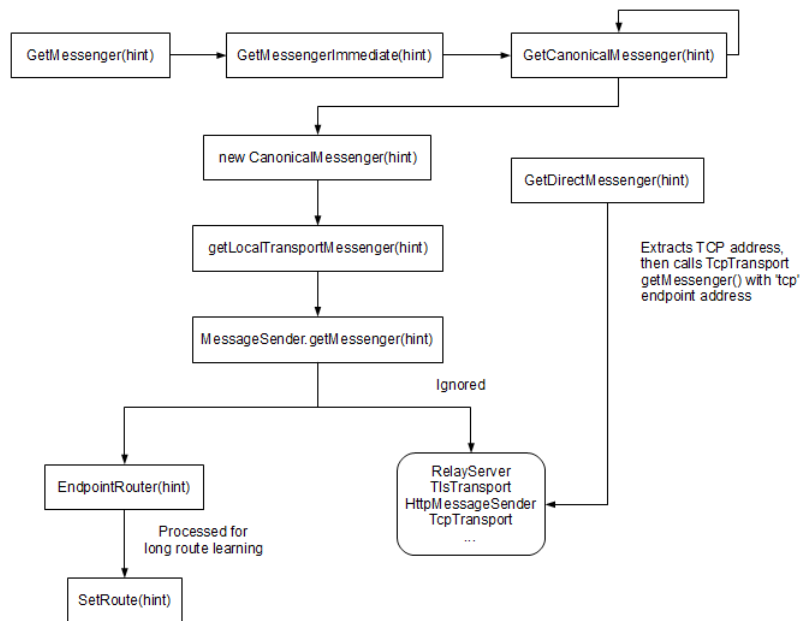 GetMessenger(hint)
GetMessengerImmediate(hint)
GetCanonicalMessenger(hint)
new CanonicalMessenger(hint)
GetDirectMessenger(hint)
getLocalTransportMessenger(hint)
Extracts TCP address,
then calls TcpTransport
getMessenger() with 'tcp'
endpoint address
MessageSender.getMessenger(hint)
Ignored
EndpointRouter(hint)
RelayServer
TlsTransport
HttpMessageSender
TcpTransport
...
Processed for
long route learning
SetRoute(hint)